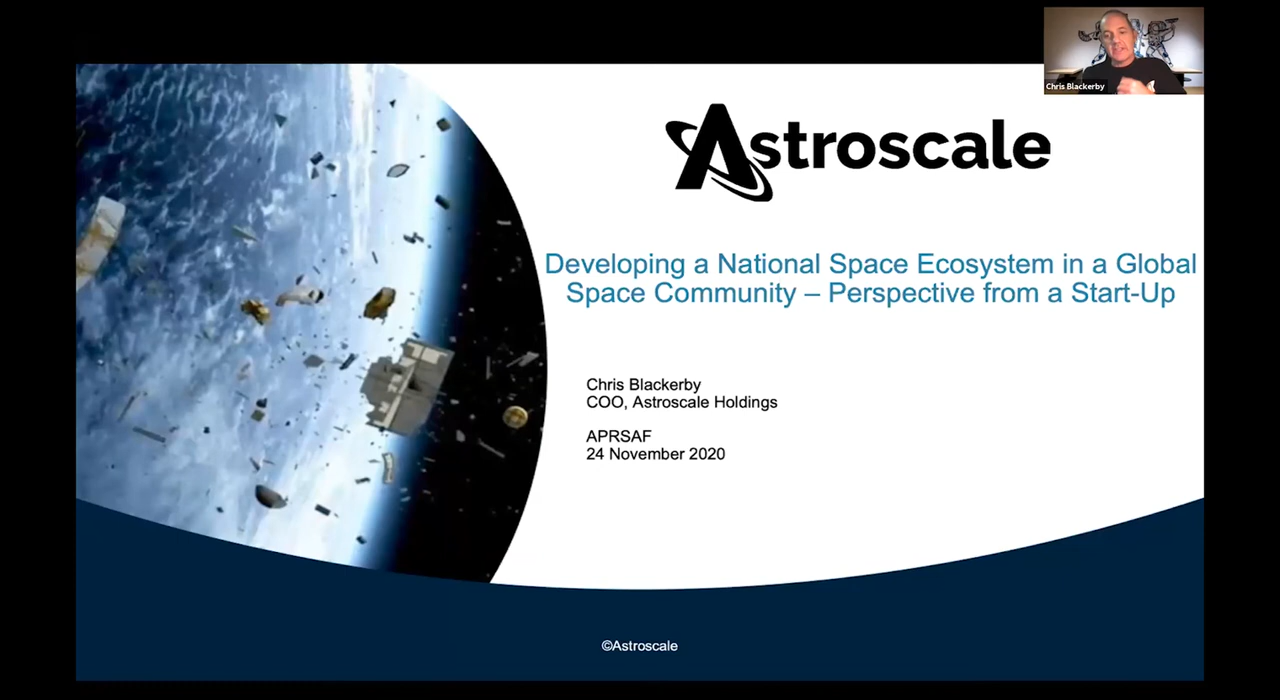 Chris Blackerby
Astroscale
Developing a National Space Ecosystem in a Global
Space Community – Perspective from a Start-Up
Chris Blackerby
COO, Astroscale Holdings
APRSAF
24 November 2020
©Astroscale